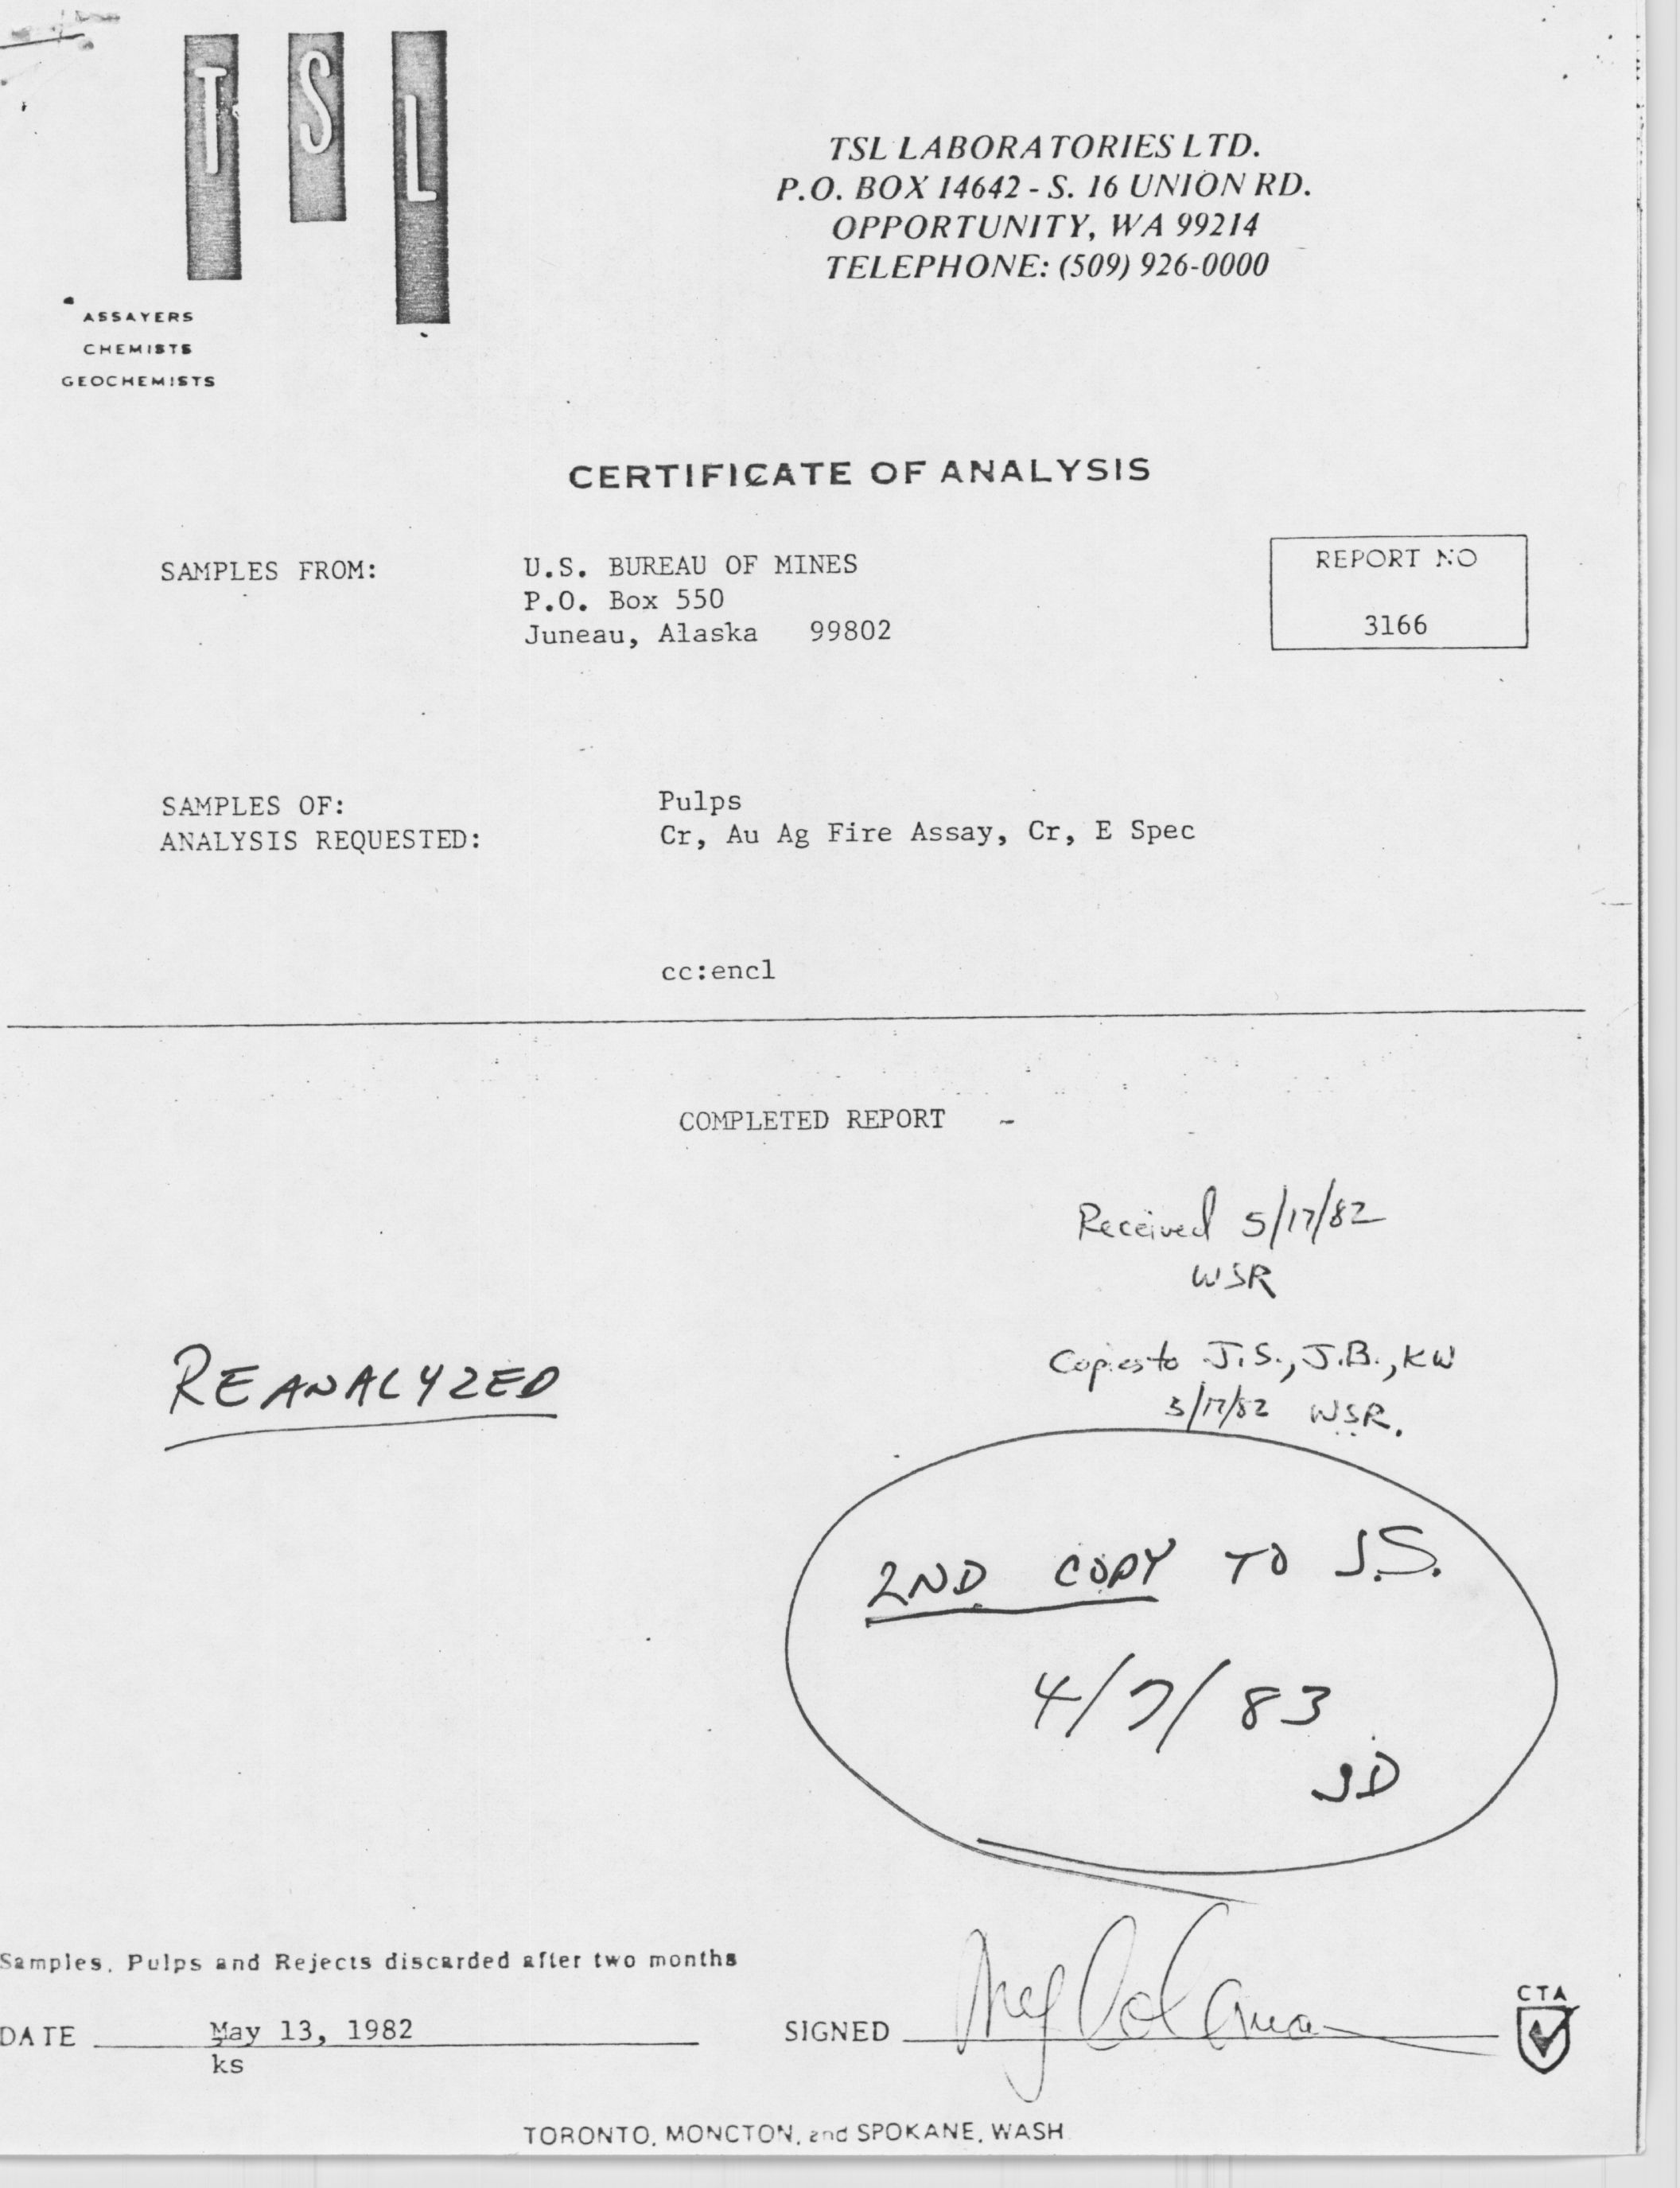 T S L
TSL LABORATORIES LTD.
P.O. BOX 14642 - S. 16 UNION RD.
OPPORTUNITY, WA 99214
TELEPHONE: (509) 926-0000
ASSAYERS
CHEMISTS
GEOCHEMISTS
CERTIFICATE OF ANALYSIS
SAMPLES FROM: U.S. BUREAU OF MINES
P.O. Box 550
Juneau, Alaska 99802
REPORT NO
3166
SAMPLES OF: Pulps
ANALYSIS REQUESTED: Cr, Au Ag Fire Assay, Cr, E Spec
cc:encl
COMPLETED REPORT -
Received 5/17/82
WSR
Copies to J.S., J.B., KW
5/17/82 WSR.
REANALYZED
2ND COPY TO J.S.
4/7/83
JD
Samples, Pulps and Rejects discarded after two months
DATE May 13, 1982
ks
SIGNED
CTA
TORONTO, MONCTON, and SPOKANE, WASH